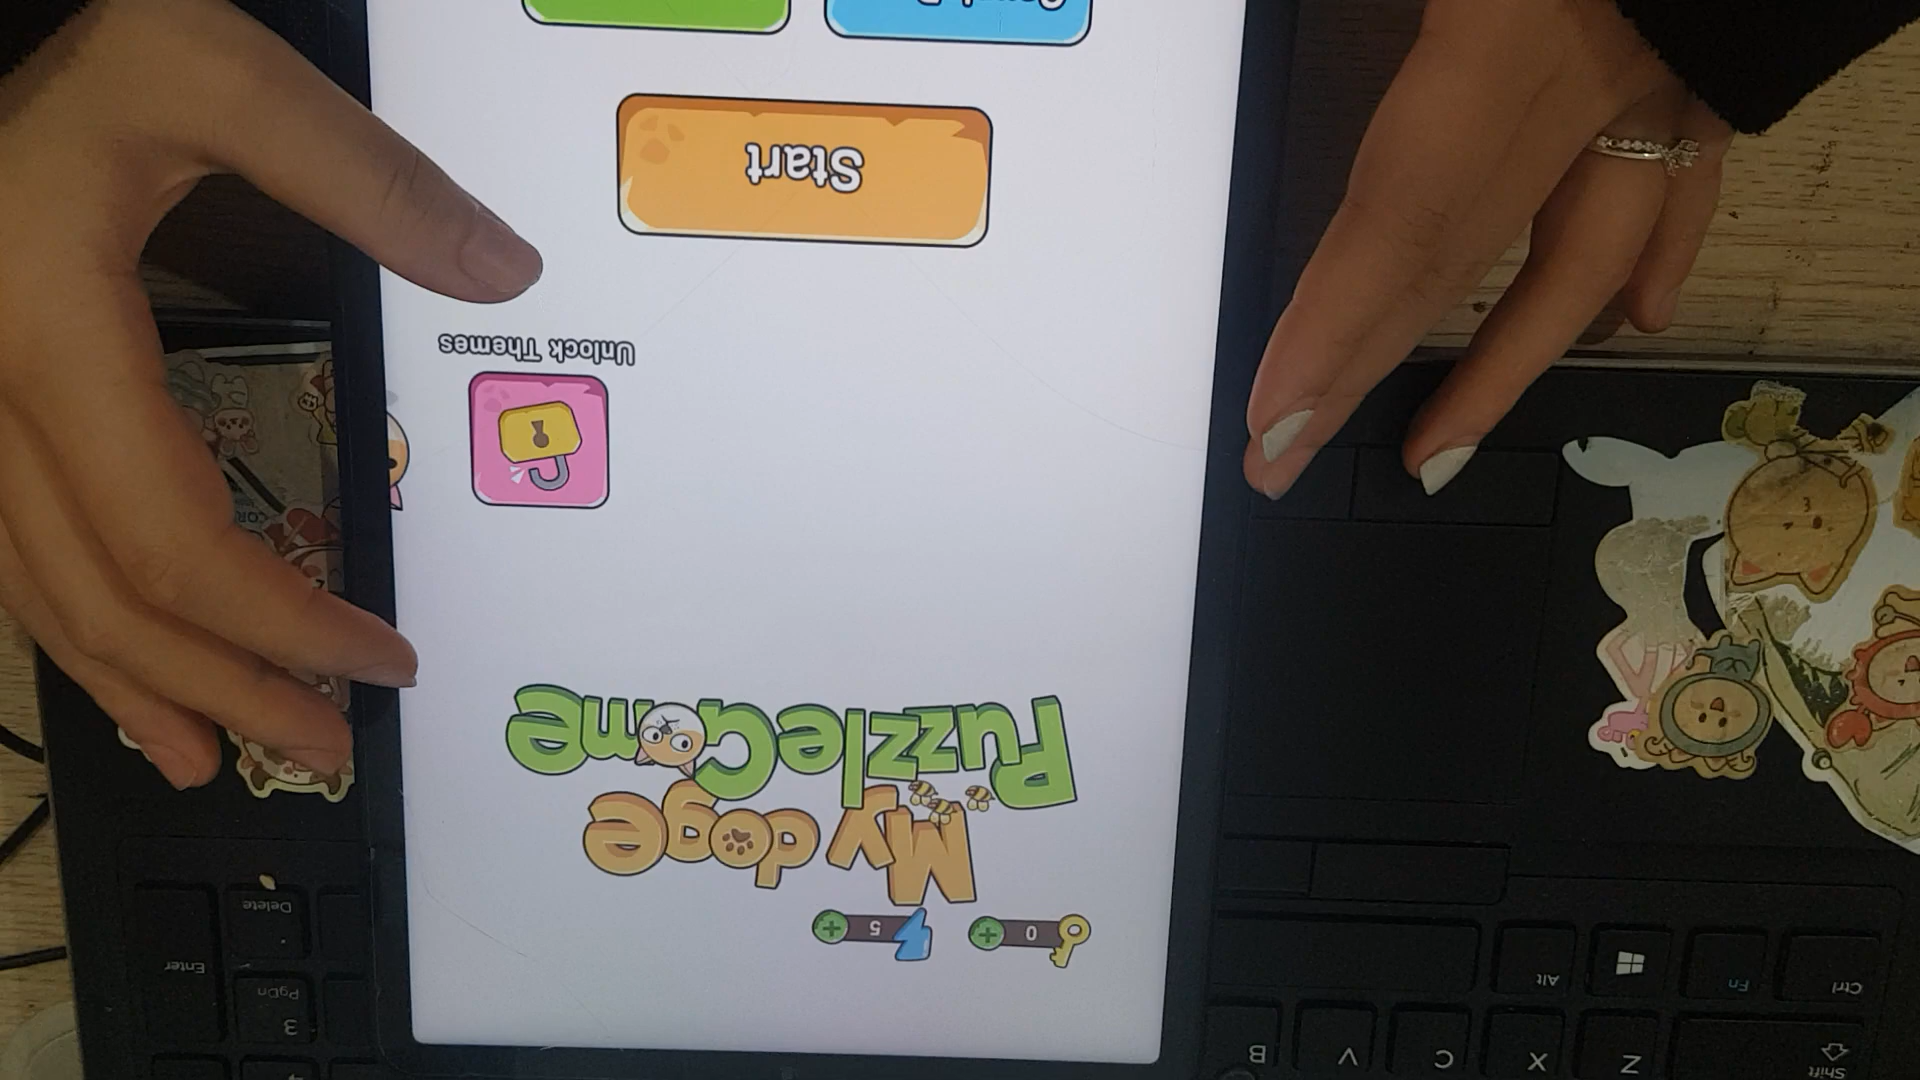 0
5
My doge
PuzzleGame
Unlock Themes
Start
Shift
Z
X
C
V
B
Ctrl
Fn
Alt
3
PgDn
Enter
.
Delete